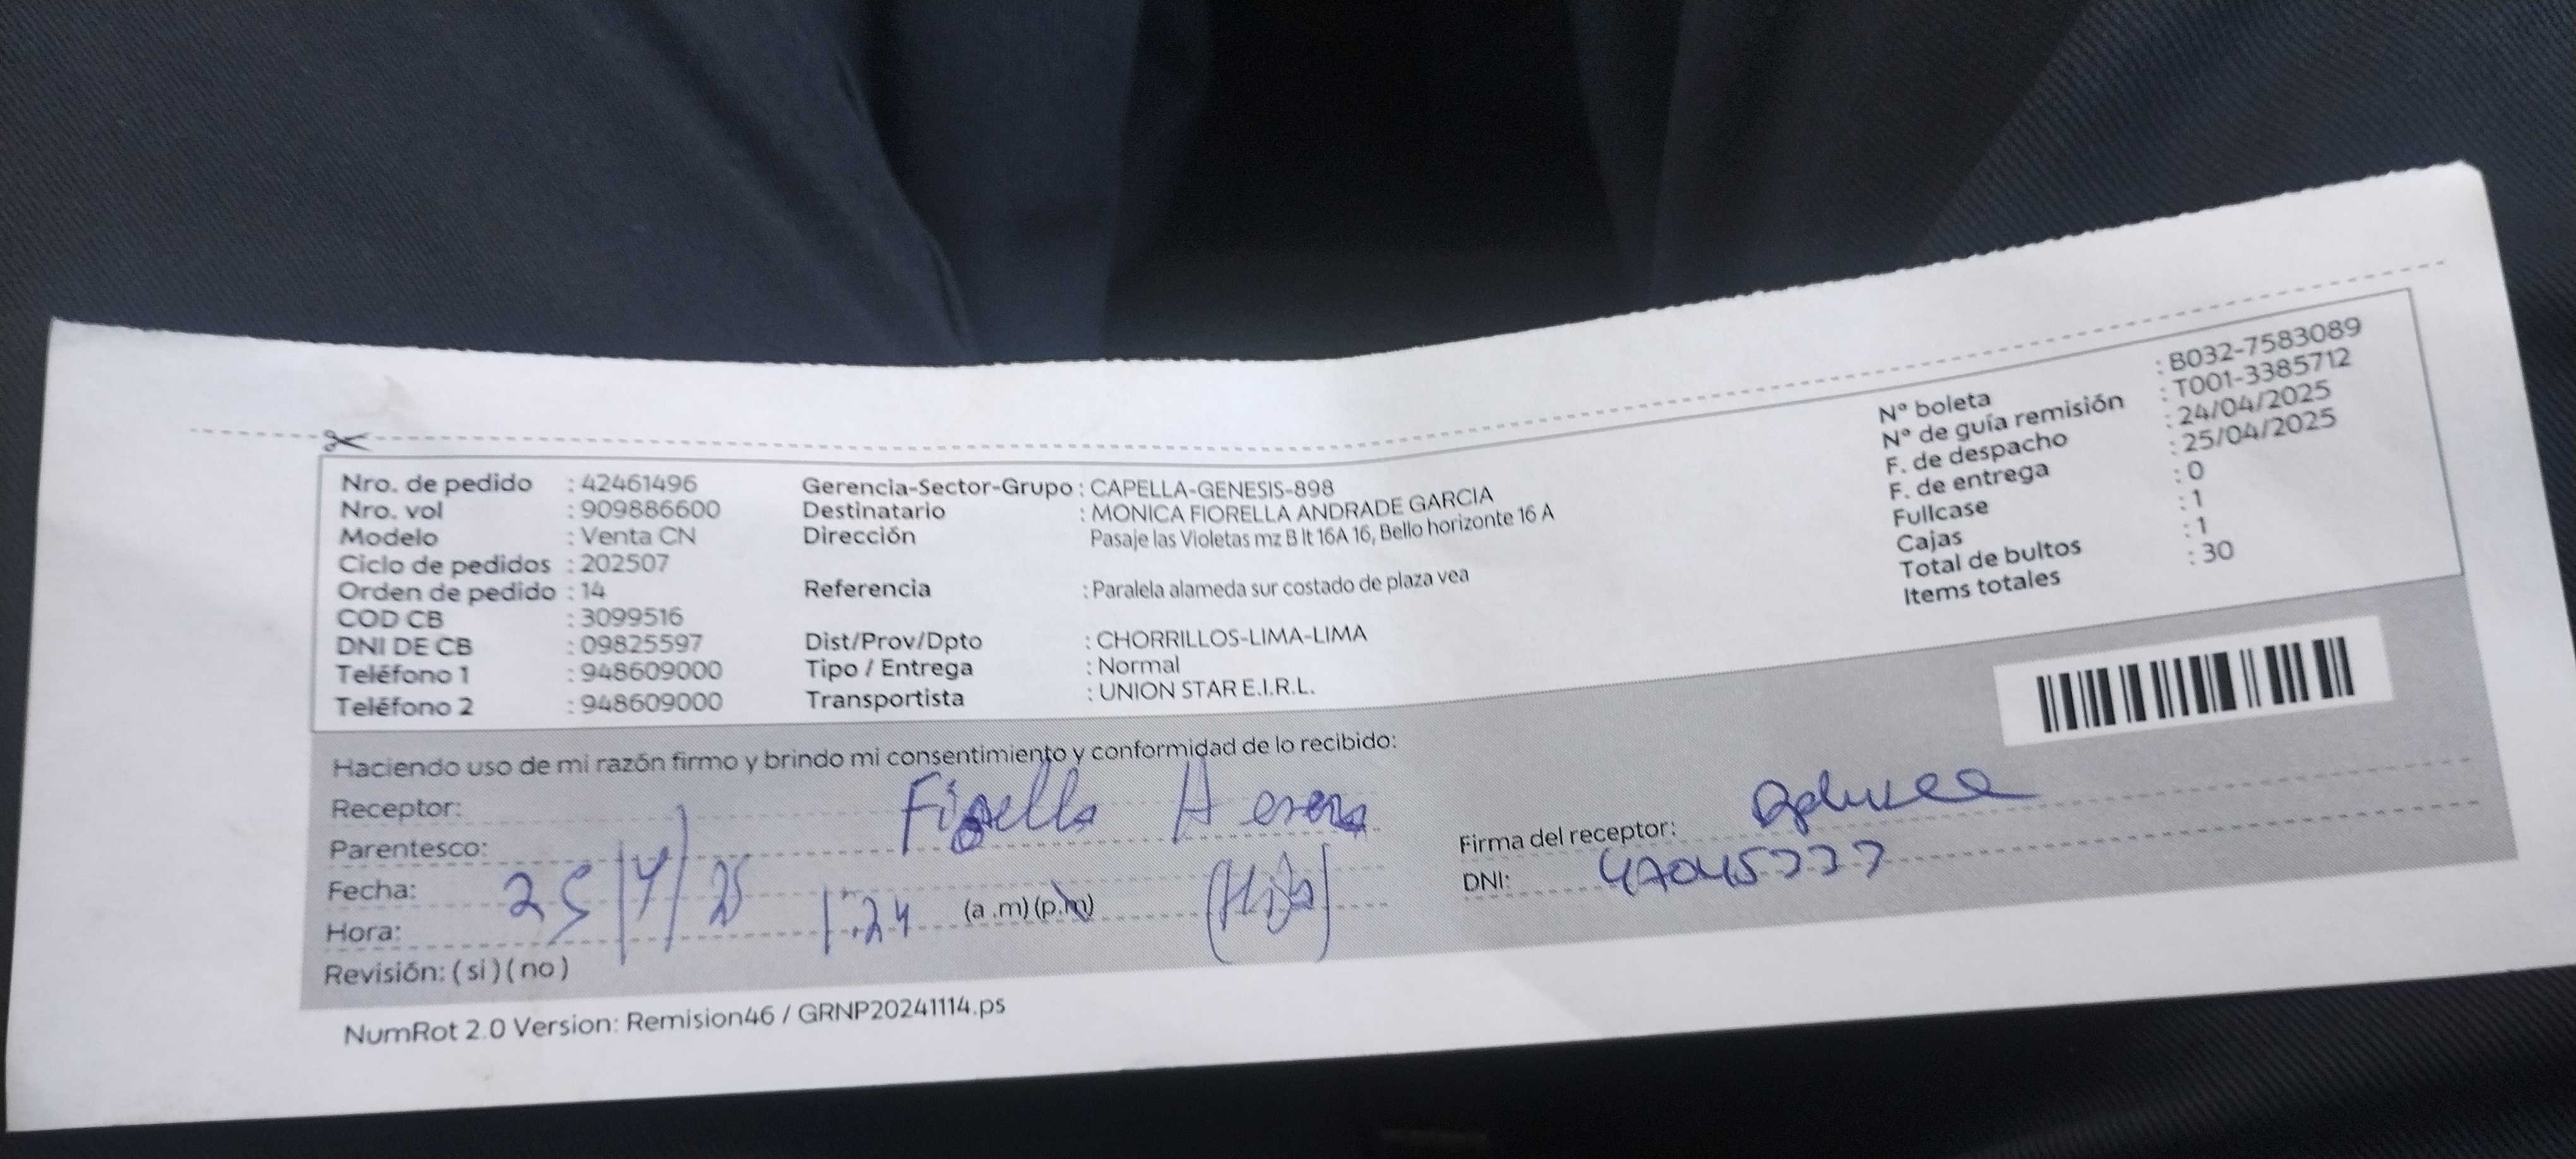 Nro. de pedido : 42461496
Nro. vol : 909886600
Modelo : Venta CN
Ciclo de pedidos : 202507
Orden de pedido : 14
COD CB : 3099516
DNI DE CB : 09825597
Teléfono 1 : 948609000
Teléfono 2 : 948609000
Gerencia-Sector-Grupo : CAPELLA-GENESIS-898
Destinatario : MONICA FIORELLA ANDRADE GARCIA
Dirección Pasaje las Violetas mz B lt 16A 16, Bello horizonte 16 A
Referencia : Paralela alameda sur costado de plaza vea
Dist/Prov/Dpto : CHORRILLOS-LIMA-LIMA
Tipo / Entrega : Normal
Transportista : UNION STAR E.I.R.L.
N° boleta : B032-7583089
N° de guía remisión : T001-3385712
F. de despacho : 24/04/2025
F. de entrega : 25/04/2025
Fullcase : 0
Cajas : 1
Total de bultos : 1
Items totales : 30
Haciendo uso de mi razón firmo y brindo mi consentimiento y conformidad de lo recibido:
Receptor: Fiorella
Parentesco: (Hija)
Fecha: 25/4/25
Hora: 1:24 (a .m) (p.m)
Revisión: ( si ) ( no )
Firma del receptor:
DNI: 47045777
NumRot 2.0 Version: Remision46 / GRNP20241114.ps